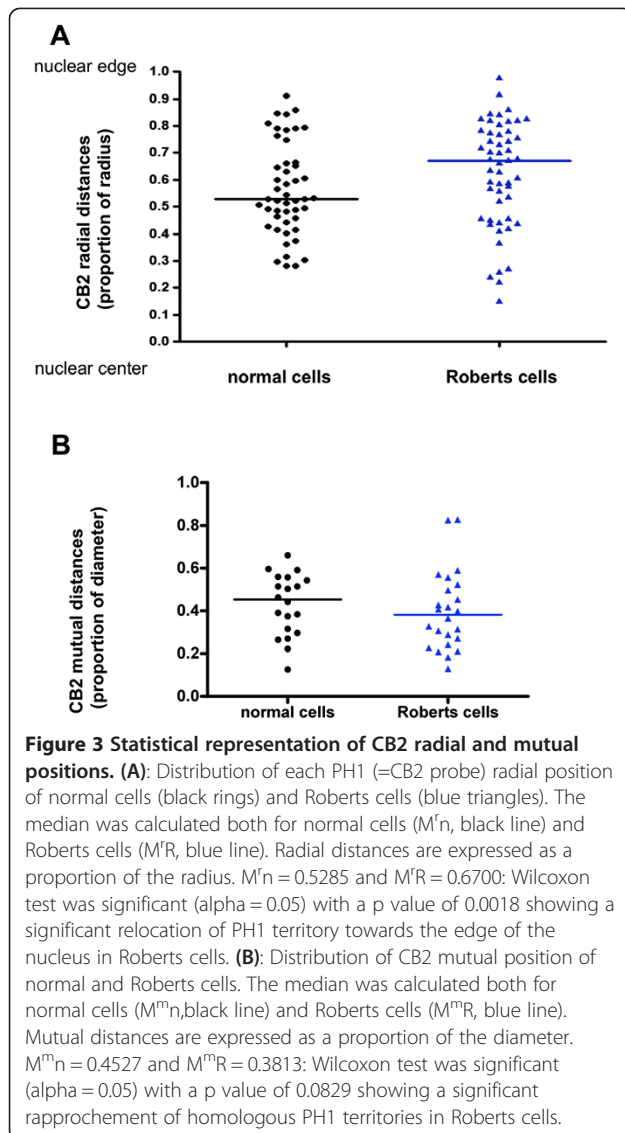 A
nuclear edge
CB2 radial distances
(proportion of radius)
1.0
0.9
0.8
0.7
0.6
0.5
0.4
0.3
0.2
0.1
0.0
nuclear center
normal cells Roberts cells
B
CB2 mutual distances
(proportion of diameter)
1.0
0.8
0.6
0.4
0.2
0.0
normal cells Roberts cells
Figure 3 Statistical representation of CB2 radial and mutual
positions. (A): Distribution of each PH1 (=CB2 probe) radial position
of normal cells (black rings) and Roberts cells (blue triangles). The
median was calculated both for normal cells (Mʳn, black line) and
Roberts cells (MʳR, blue line). Radial distances are expressed as a
proportion of the radius. Mʳn = 0.5285 and MʳR = 0.6700: Wilcoxon
test was significant (alpha = 0.05) with a p value of 0.0018 showing a
significant relocation of PH1 territory towards the edge of the
nucleus in Roberts cells. (B): Distribution of CB2 mutual position of
normal and Roberts cells. The median was calculated both for
normal cells (Mᵐn,black line) and Roberts cells (MᵐR, blue line).
Mutual distances are expressed as a proportion of the diameter.
Mᵐn = 0.4527 and MᵐR = 0.3813: Wilcoxon test was significant
(alpha = 0.05) with a p value of 0.0829 showing a significant
rapprochement of homologous PH1 territories in Roberts cells.